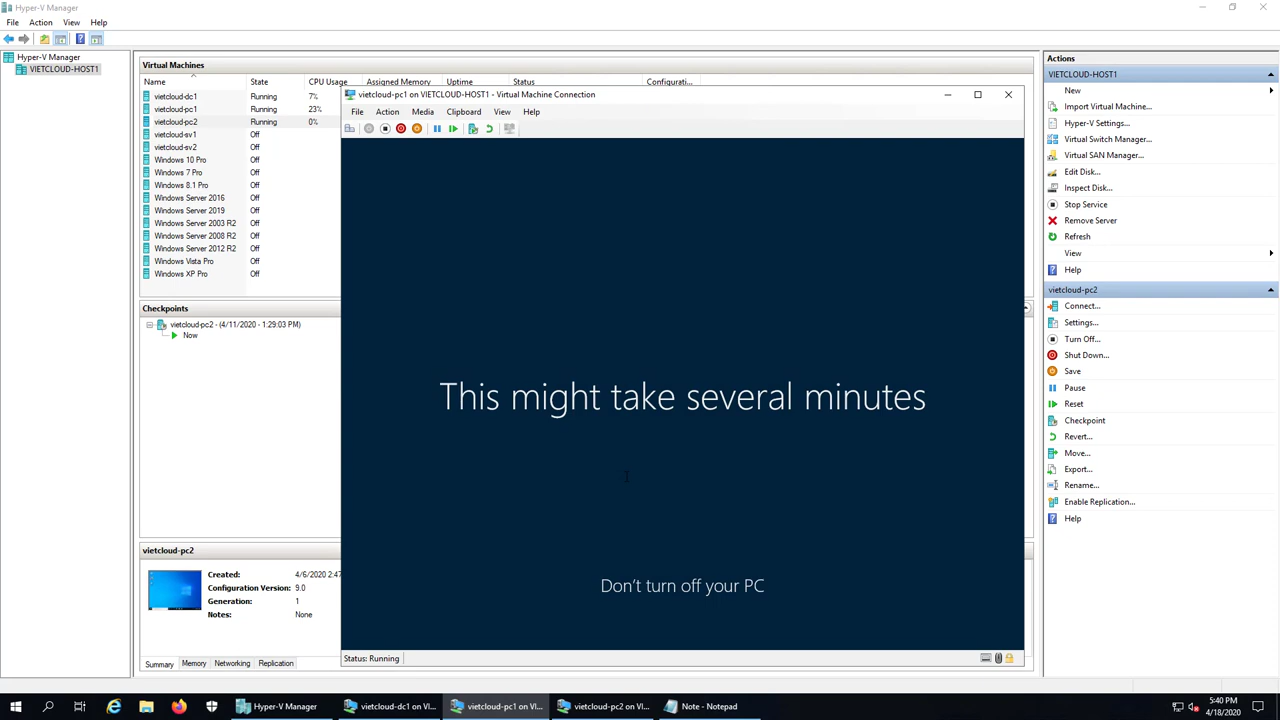 Hyper-V Manager
File Action View Help
Hyper-V Manager
VIETCLOUD-HOST1
Virtual Machines
Name State CPU Usage Assigned Memory Uptime Status Configurati...
vietcloud-dc1 Running 7%
vietcloud-pc1 Running 23%
vietcloud-pc2 Running 0%
vietcloud-sv1 Off
vietcloud-sv2 Off
Windows 10 Pro Off
Windows 7 Pro Off
Windows 8.1 Pro Off
Windows Server 2016 Off
Windows Server 2019 Off
Windows Server 2003 R2 Off
Windows Server 2008 R2 Off
Windows Server 2012 R2 Off
Windows Vista Pro Off
Windows XP Pro Off
Checkpoints
vietcloud-pc2 - (4/11/2020 - 1:29:03 PM)
Now
vietcloud-pc2
Created: 4/6/2020 2:47
Configuration Version: 9.0
Generation: 1
Notes: None
Summary Memory Networking Replication
vietcloud-pc1 on VIETCLOUD-HOST1 - Virtual Machine Connection
File Action Media Clipboard View Help
This might take several minutes
Don't turn off your PC
Status: Running
Actions
VIETCLOUD-HOST1
New
Import Virtual Machine...
Hyper-V Settings...
Virtual Switch Manager...
Virtual SAN Manager...
Edit Disk...
Inspect Disk...
Stop Service
Remove Server
Refresh
View
Help
vietcloud-pc2
Connect...
Settings...
Turn Off...
Shut Down...
Save
Pause
Reset
Checkpoint
Revert...
Move...
Export...
Rename...
Enable Replication...
Help
Hyper-V Manager
vietcloud-dc1 on VI...
vietcloud-pc1 on VI...
vietcloud-pc2 on VI...
Note - Notepad
5:40 PM
4/18/2020